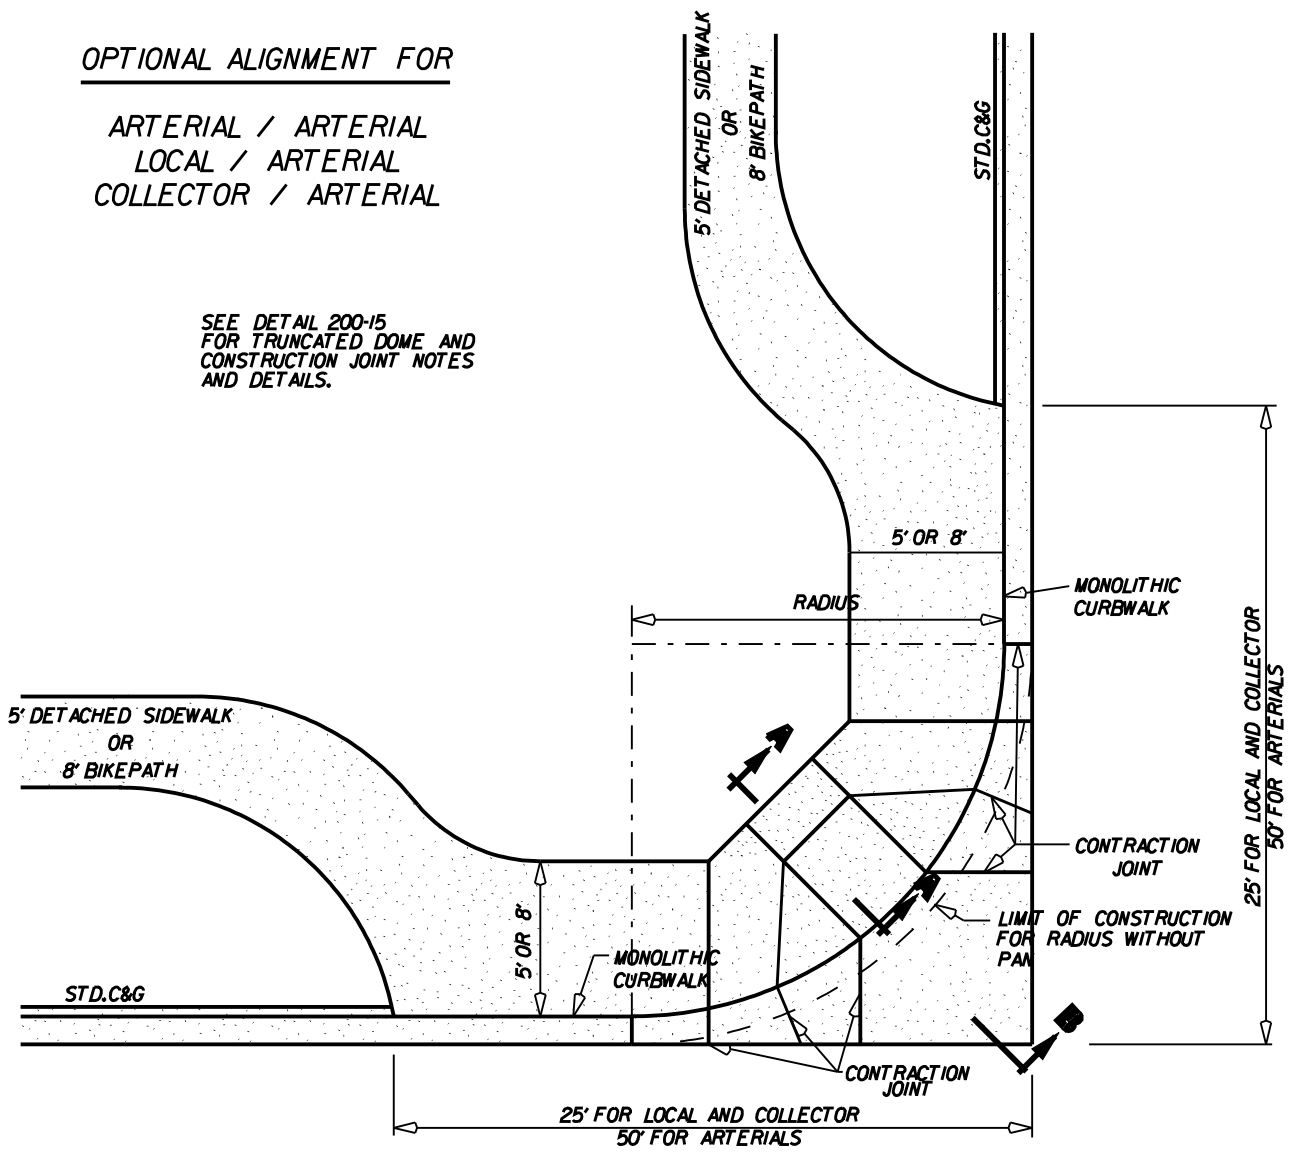 OPTIONAL ALIGNMENT FOR
ARTERIAL / ARTERIAL
LOCAL / ARTERIAL
COLLECTOR / ARTERIAL
SEE DETAIL 200-15
FOR TRUNCATED DOME AND
CONSTRUCTION JOINT NOTES
AND DETAILS.
5' DETACHED SIDEWALK
OR
8' BIKEPATH
STD.C&G
5' OR 8'
MONOLITHIC
CURBWALK
RADIUS
25' FOR LOCAL AND COLLECTOR
50' FOR ARTERIALS
5' DETACHED SIDEWALK
OR
8' BIKEPATH
A
CONTRACTION
JOINT
A
LIMIT OF CONSTRUCTION
FOR RADIUS WITHOUT
PAN
5' OR 8'
MONOLITHIC
CURBWALK
STD.C&G
B
CONTRACTION
JOINT
25' FOR LOCAL AND COLLECTOR
50' FOR ARTERIALS